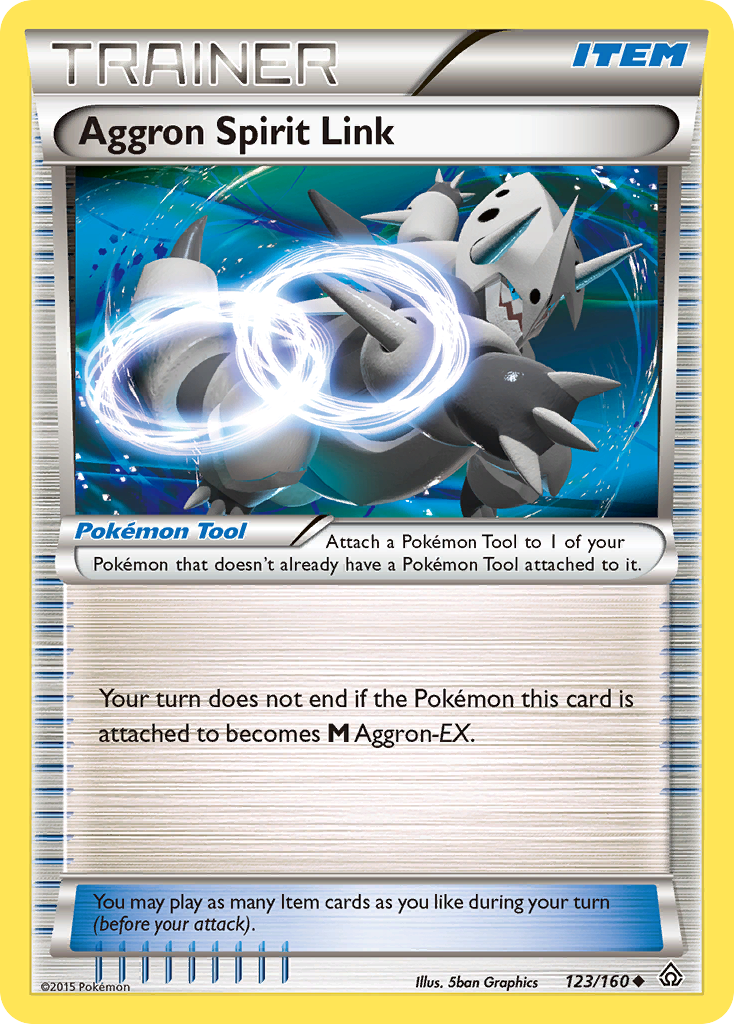 TRAINER
ITEM
Aggron Spirit Link
Pokémon Tool
Attach a Pokémon Tool to 1 of your
Pokémon that doesn't already have a Pokémon Tool attached to it.
Your turn does not end if the Pokémon this card is
attached to becomes M Aggron-EX.
You may play as many Item cards as you like during your turn
(before your attack).
©2015 Pokémon
Illus. 5ban Graphics
123/160